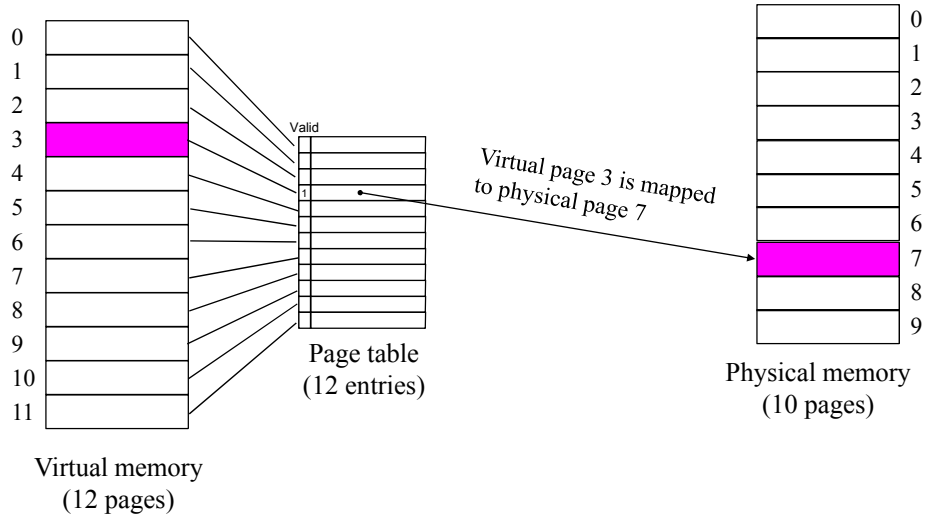 0
1
2
3
4
5
6
7
8
9
10
11
Virtual memory
(12 pages)
Valid
1
Page table
(12 entries)
Virtual page 3 is mapped
to physical page 7
0
1
2
3
4
5
6
7
8
9
Physical memory
(10 pages)